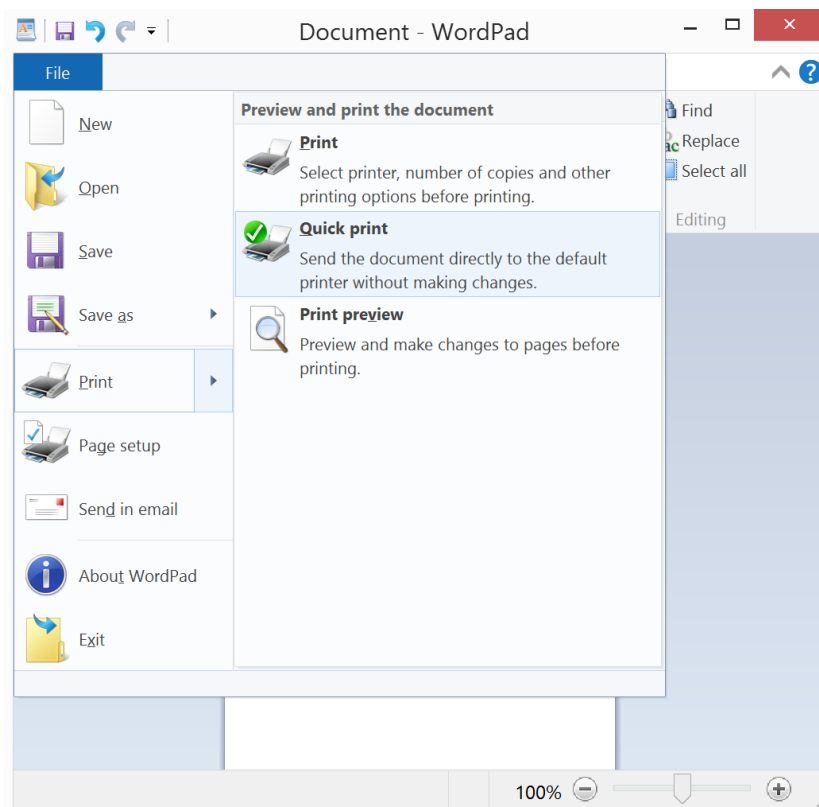 Document - WordPad
File
?
New
Preview and print the document
Find
Print
Replace
Select all
Select printer, number of copies and other
printing options before printing.
Open
Quick print
Editing
Send the document directly to the default
printer without making changes.
Save
Print preview
Save as
Preview and make changes to pages before
printing.
Print
Page setup
Send in email
About WordPad
Exit
100%